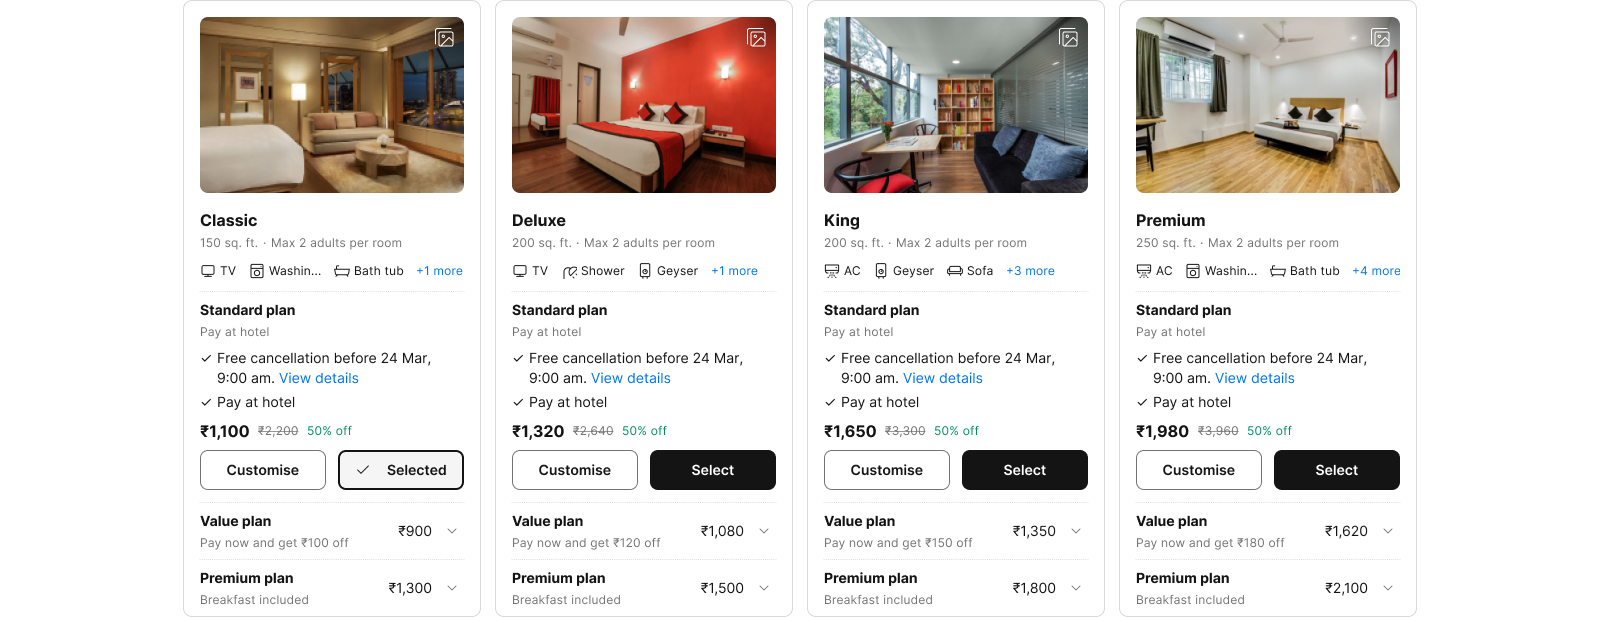 Classic
150 sq. ft. · Max 2 adults per room
TV Washin... Bath tub +1 more
Standard plan
Pay at hotel
Free cancellation before 24 Mar,
9:00 am. View details
Pay at hotel
₹1,100 ₹2,200 50% off
Customise Selected
Value plan
₹900
Pay now and get ₹100 off
Premium plan
₹1,300
Breakfast included
Deluxe
200 sq. ft. · Max 2 adults per room
TV Shower Geyser +1 more
Standard plan
Pay at hotel
Free cancellation before 24 Mar,
9:00 am. View details
Pay at hotel
₹1,320 ₹2,640 50% off
Customise Select
Value plan
₹1,080
Pay now and get ₹120 off
Premium plan
₹1,500
Breakfast included
King
200 sq. ft. · Max 2 adults per room
AC Geyser Sofa +3 more
Standard plan
Pay at hotel
Free cancellation before 24 Mar,
9:00 am. View details
Pay at hotel
₹1,650 ₹3,300 50% off
Customise Select
Value plan
₹1,350
Pay now and get ₹150 off
Premium plan
₹1,800
Breakfast included
Premium
250 sq. ft. · Max 2 adults per room
AC Washin... Bath tub +4 more
Standard plan
Pay at hotel
Free cancellation before 24 Mar,
9:00 am. View details
Pay at hotel
₹1,980 ₹3,960 50% off
Customise Select
Value plan
₹1,620
Pay now and get ₹180 off
Premium plan
₹2,100
Breakfast included